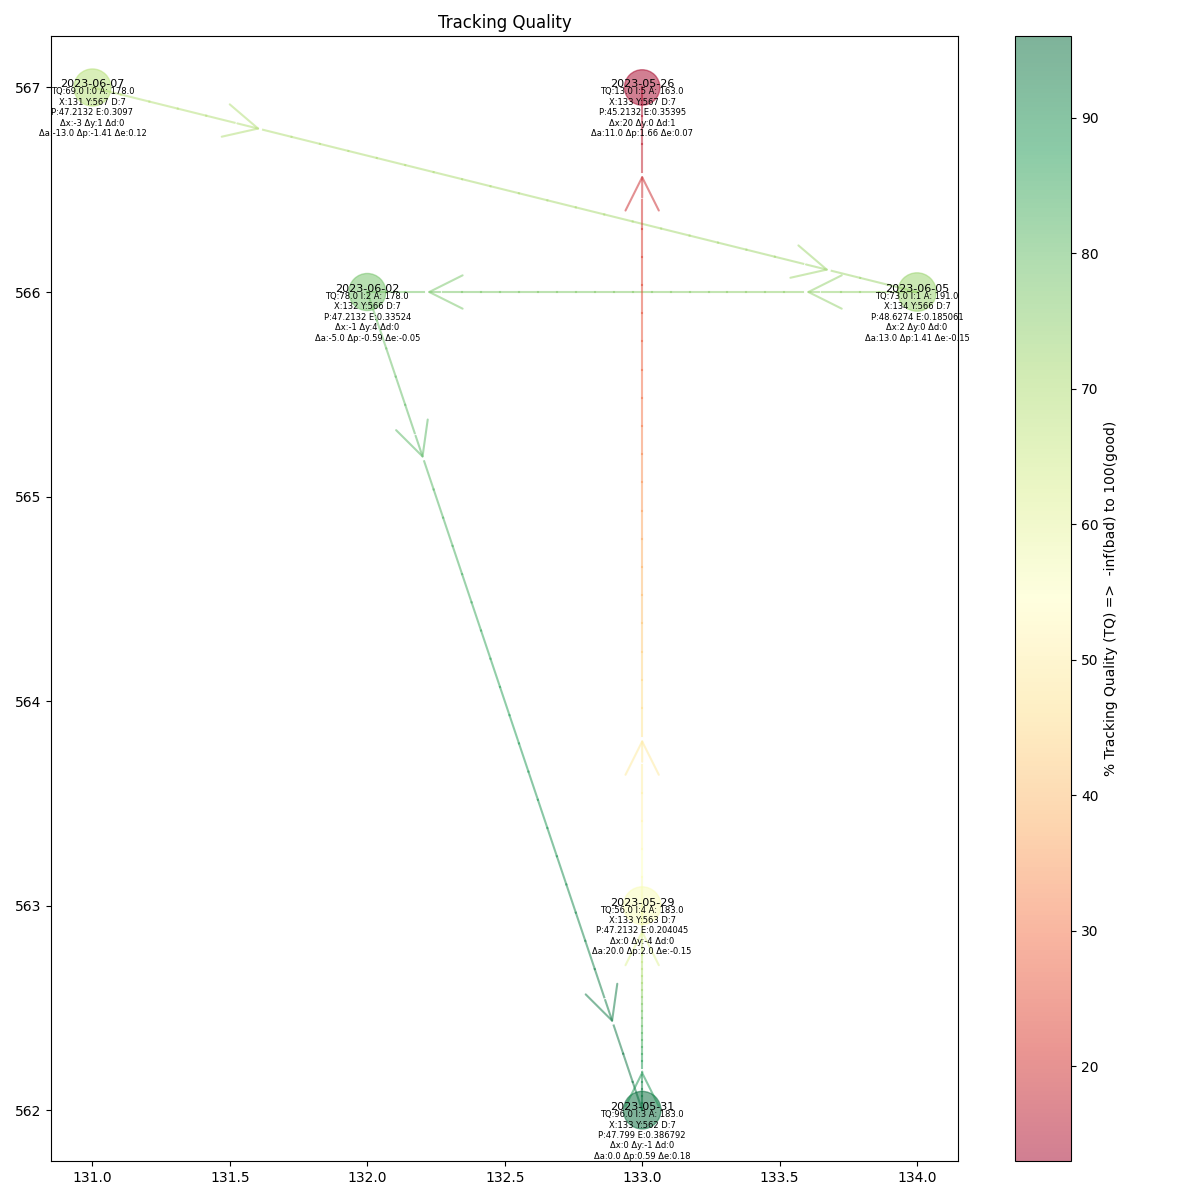 Tracking Quality
2023-06-07
TQ:69.0 I:0 A: 178.0
X:131 Y:567 D:7
P:47.2132 E:0.3097
Δx:-3 Δy:1 Δd:0
Δa:-13.0 Δp:-1.41 Δe:0.12
2023-05-26
TQ:13.0 I:5 A: 163.0
X:133 Y:567 D:7
P:45.2132 E:0.35395
Δx:20 Δy:0 Δd:1
Δa:11.0 Δp:1.66 Δe:0.07
2023-06-02
TQ:78.0 I:2 A: 178.0
X:132 Y:566 D:7
P:47.2132 E:0.33524
Δx:-1 Δy:4 Δd:0
Δa:-5.0 Δp:-0.59 Δe:-0.05
2023-06-05
TQ:73.0 I:1 A: 191.0
X:134 Y:566 D:7
P:48.6274 E:0.185061
Δx:2 Δy:0 Δd:0
Δa:13.0 Δp:1.41 Δe:-0.15
2023-05-29
TQ:56.0 I:4 A: 183.0
X:133 Y:563 D:7
P:47.2132 E:0.204045
Δx:0 Δy:-4 Δd:0
Δa:20.0 Δp:2.0 Δe:-0.15
2023-05-31
TQ:96.0 I:3 A: 183.0
X:133 Y:562 D:7
P:47.799 E:0.386792
Δx:0 Δy:-1 Δd:0
Δa:0.0 Δp:0.59 Δe:0.18
567
566
565
564
563
562
131.0 131.5 132.0 132.5 133.0 133.5 134.0
90
80
70
60
50
40
30
20
% Tracking Quality (TQ) => -inf(bad) to 100(good)